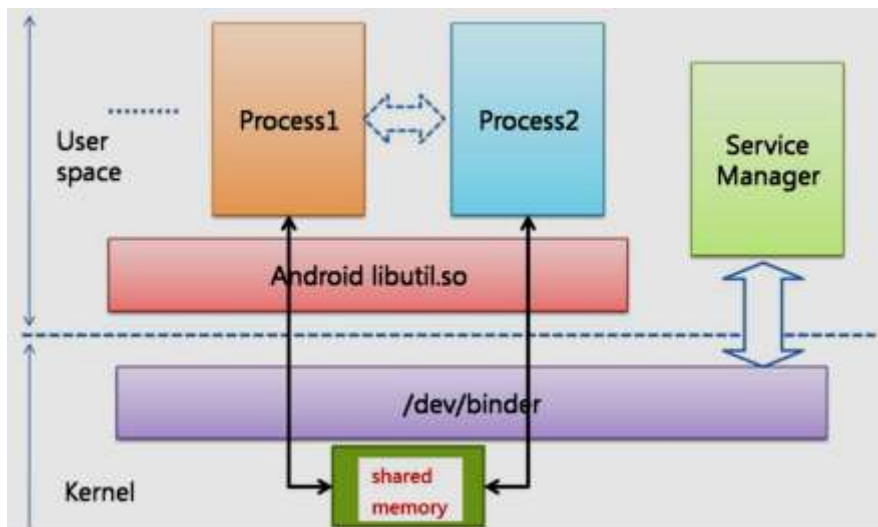 Process1
Process2
User
space
Service
Manager
Android libutil.so
/dev/binder
shared
memory
Kernel